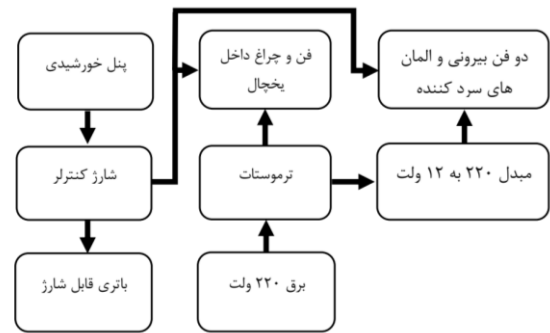 پنل خورشیدی
فن و چراغ داخل
یخچال
دو فن بیرونی و المان
های سرد کننده
شارژ کنترلر
ترموستات
مبدل ۲۲۰ به ۱۲ ولت
باتری قابل شارژ
برق ۲۲۰ ولت